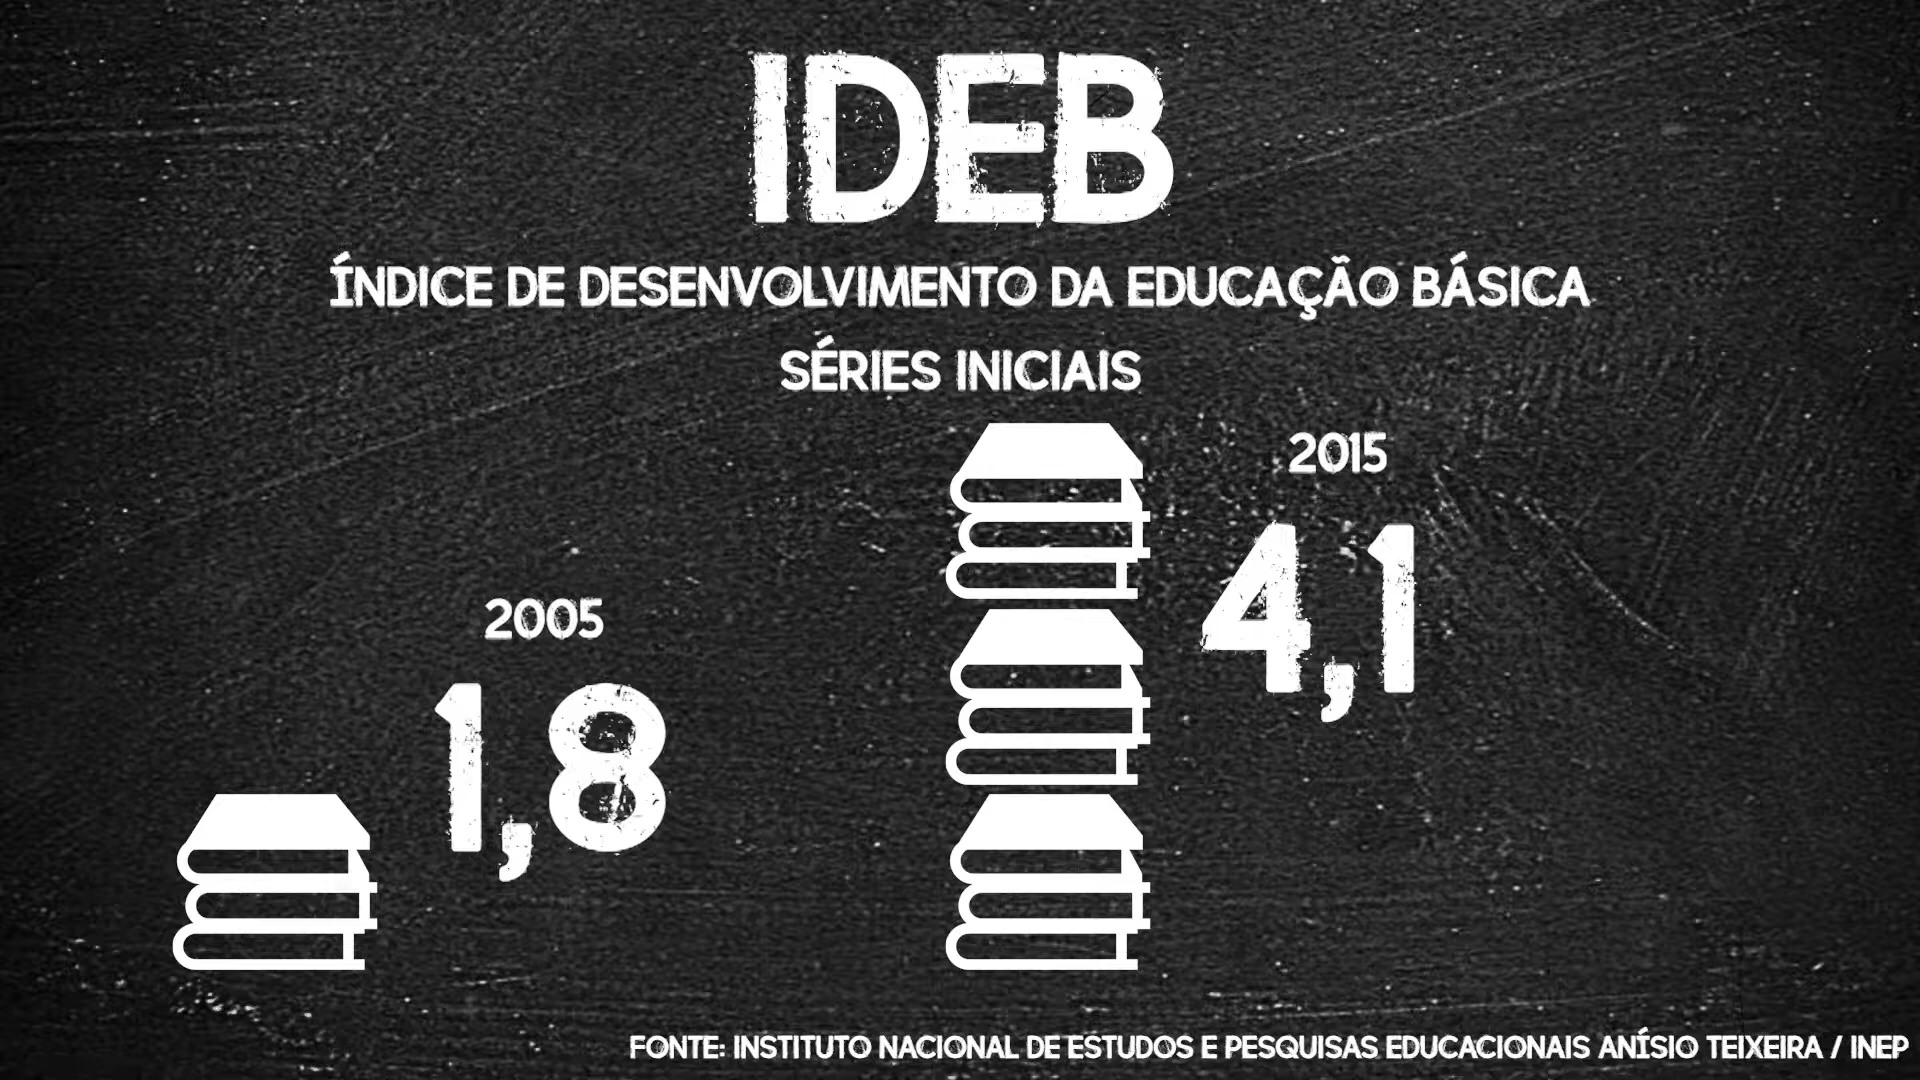 IDEB
ÍNDICE DE DESENVOLVIMENTO DA EDUCAÇÃO BÁSICA
SÉRIES INICIAIS
2005
1,8
2015
4,1
FONTE: INSTITUTO NACIONAL DE ESTUDOS E PESQUISAS EDUCACIONAIS ANÍSIO TEIXEIRA / INEP